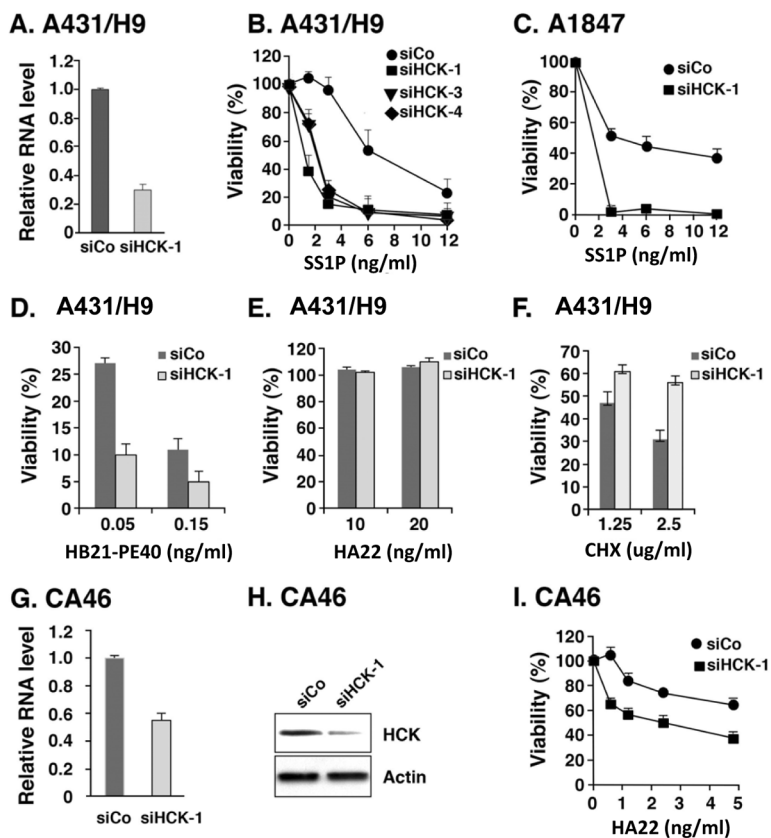 A. A431/H9
Relative RNA level
1.2
1.0
0.8
0.6
0.4
0.2
0
siCo siHCK-1
B. A431/H9
Viability (%)
120
100
80
60
40
20
0
siCo
siHCK-1
siHCK-3
siHCK-4
0 2 4 6 8 10 12
SS1P (ng/ml)
C. A1847
Viability (%)
100
80
60
40
20
0
siCo
siHCK-1
0 2 4 6 8 10 12
SS1P (ng/ml)
D. A431/H9
Viability (%)
30
25
20
15
10
5
0
siCo
siHCK-1
0.05 0.15
HB21-PE40 (ng/ml)
E. A431/H9
Viability (%)
120
100
80
60
40
20
0
siCo
siHCK-1
10 20
HA22 (ng/ml)
F. A431/H9
Viability (%)
70
60
50
40
30
20
10
0
siCo
siHCK-1
1.25 2.5
CHX (ug/ml)
G. CA46
Relative RNA level
1.2
1.0
0.8
0.6
0.4
0.2
0
siCo siHCK-1
H. CA46
siCo siHCK-1
HCK
Actin
I. CA46
Viability (%)
120
100
80
60
40
20
0
siCo
siHCK-1
0 1 2 3 4 5
HA22 (ng/ml)